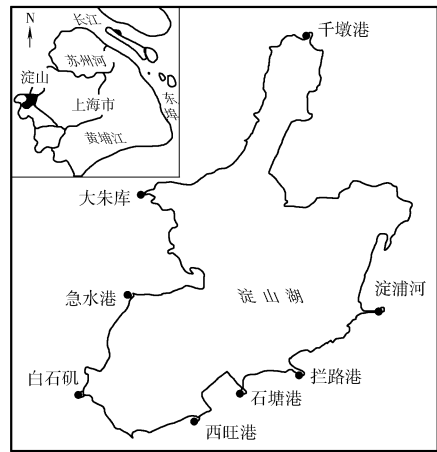 N
长江
苏州河
淀山
上海市
东
埠
黄埔江
千墩港
大朱库
急水港
淀山湖
淀浦河
白石矶
拦路港
石塘港
西旺港